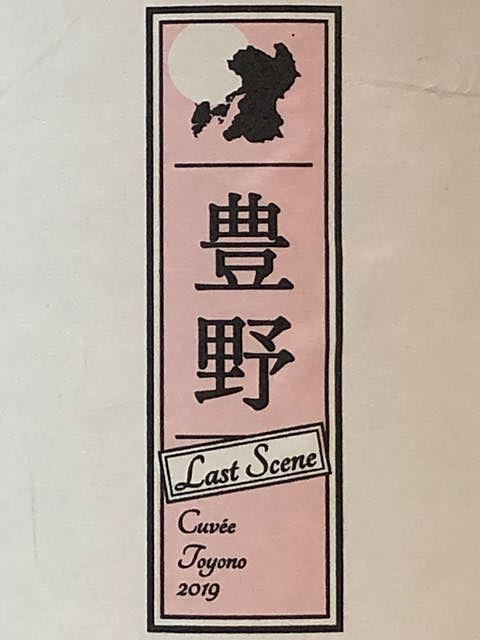 豊野
Last Scene
Cuvée
Toyono
2019